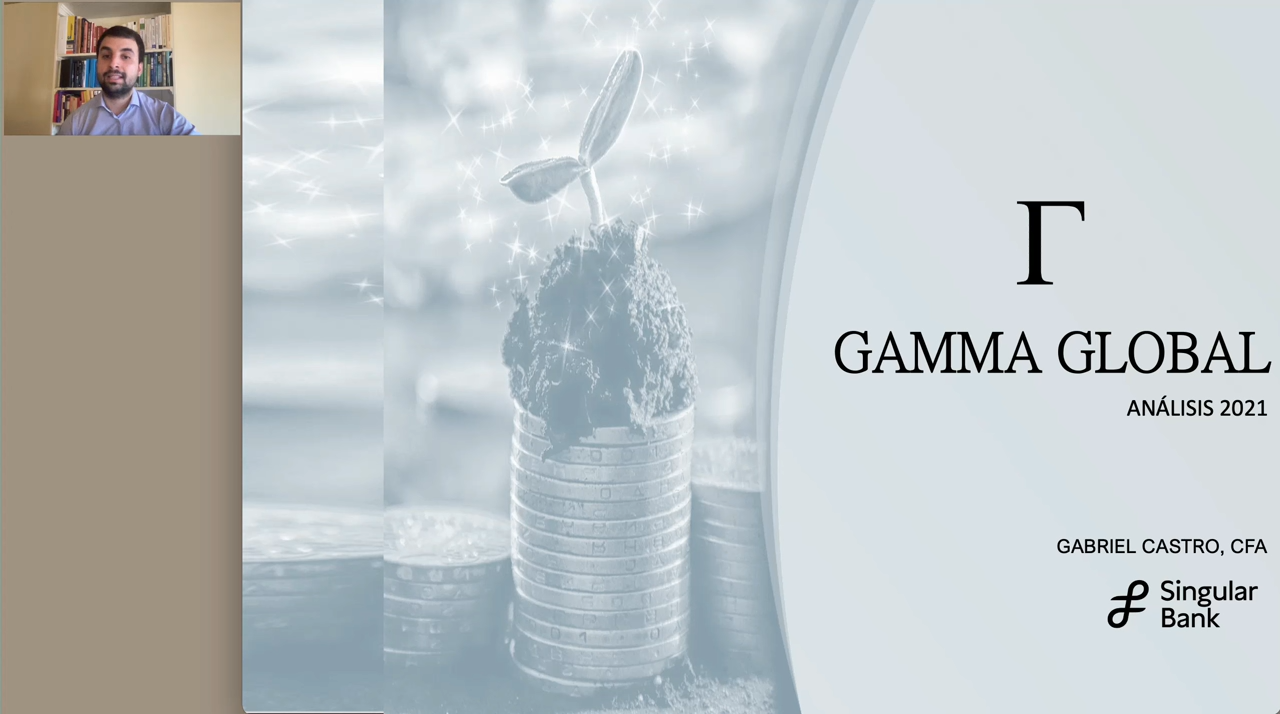 Γ
GAMMA GLOBAL
ANÁLISIS 2021
GABRIEL CASTRO, CFA
Singular
Bank